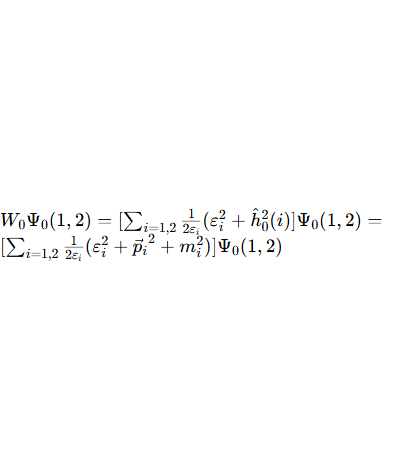 $W_0\Psi_0(1,2) = [\sum_{i=1,2} \frac{1}{2\varepsilon_i}(\varepsilon_i^2 + \hat{h}_0^2(i)]\Psi_0(1,2) =$
$[\sum_{i=1,2} \frac{1}{2\varepsilon_i}(\varepsilon_i^2 + \vec{p}_i{}^2 + m_i^2)]\Psi_0(1,2)$